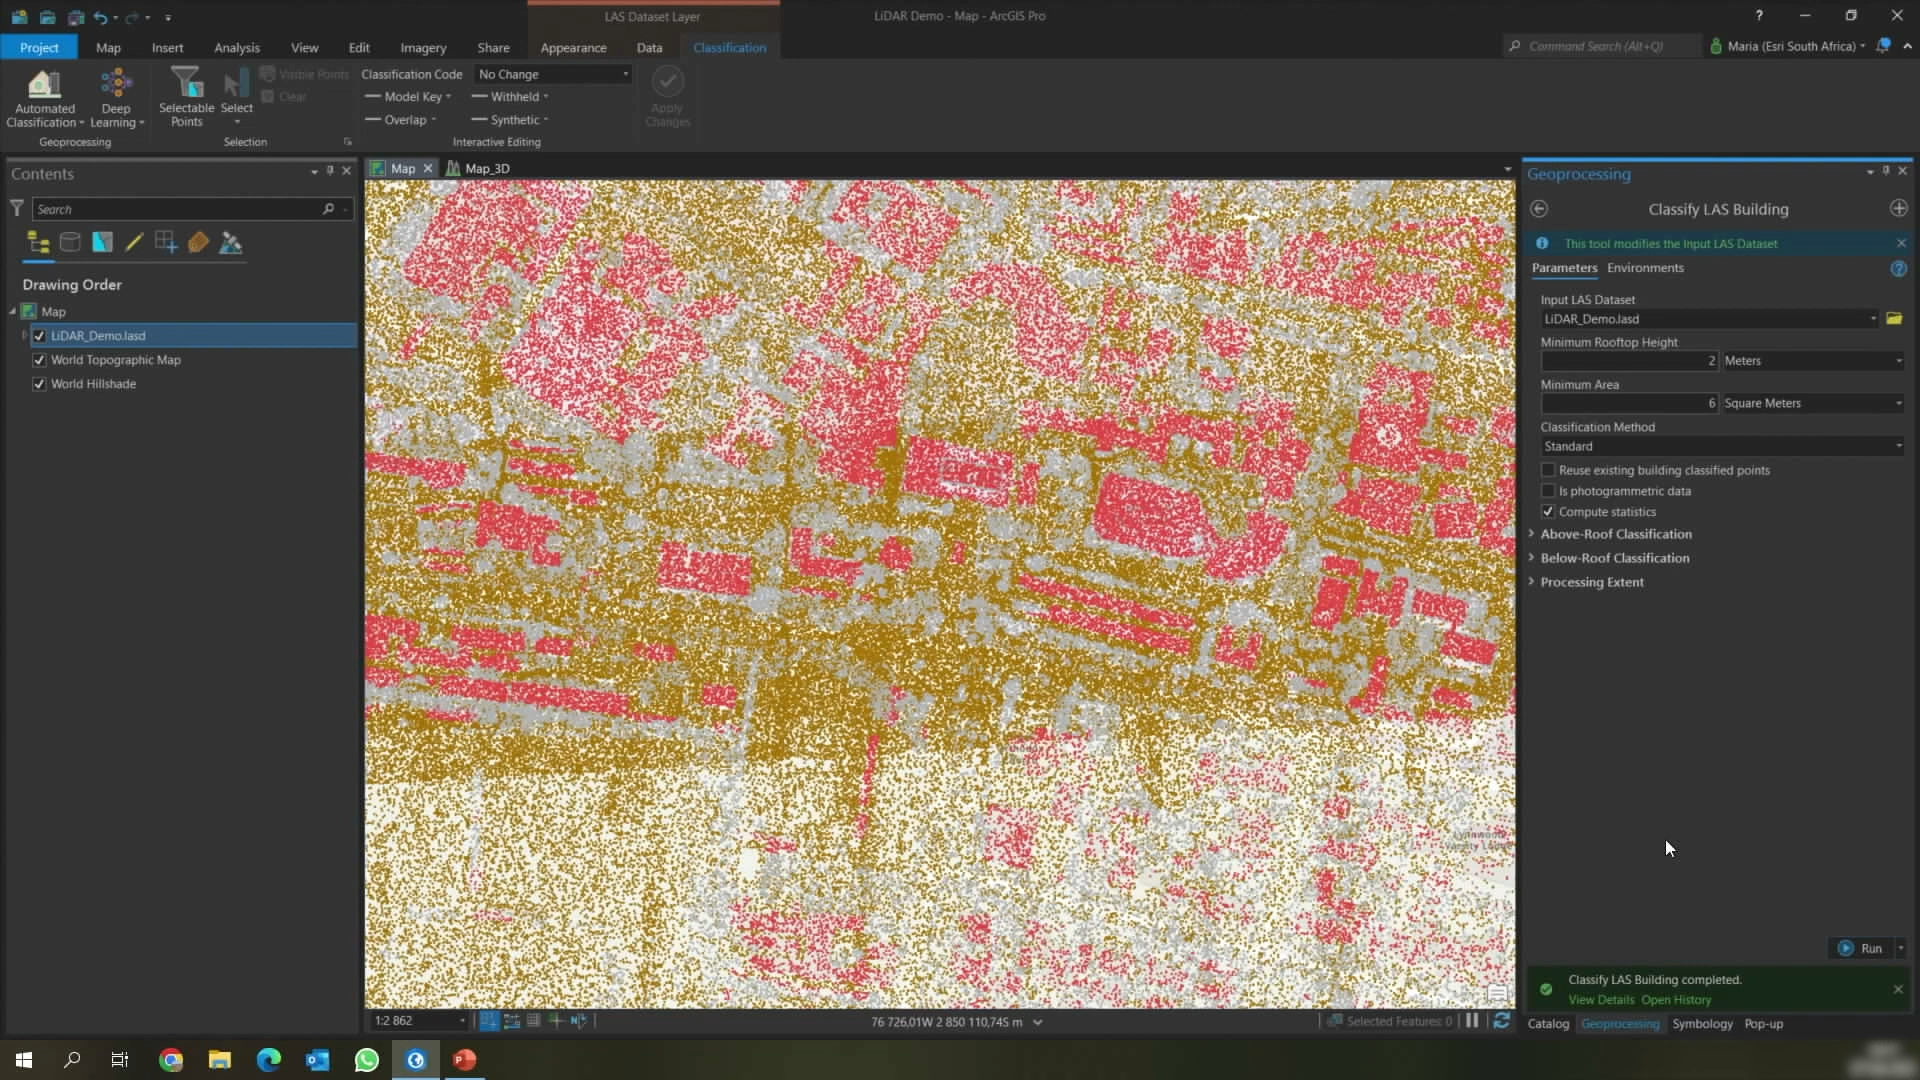 LAS Dataset Layer
LiDAR Demo - Map - ArcGIS Pro
?
Project
Map
Insert
Analysis
View
Edit
Imagery
Share
Appearance
Data
Classification
Command Search (Alt+Q)
Maria (Esri South Africa)
Automated Classification
Deep Learning
Geoprocessing
Selectable Points
Select
Visible Points
Clear
Selection
Classification Code
No Change
Model Key
Withheld
Overlap
Synthetic
Interactive Editing
Apply Changes
Contents
Search
Drawing Order
Map
LiDAR_Demo.lasd
World Topographic Map
World Hillshade
Map
Map_3D
Geoprocessing
Classify LAS Building
This tool modifies the Input LAS Dataset
Parameters Environments
Input LAS Dataset
LiDAR_Demo.lasd
Minimum Rooftop Height
2 Meters
Minimum Area
6 Square Meters
Classification Method
Standard
Reuse existing building classified points
Is photogrammetric data
Compute statistics
Above-Roof Classification
Below-Roof Classification
Processing Extent
Run
Classify LAS Building completed.
View Details Open History
1:2 862
76 726,01W 2 850 110,74S m
Selected Features: 0
Catalog
Geoprocessing
Symbology
Pop-up